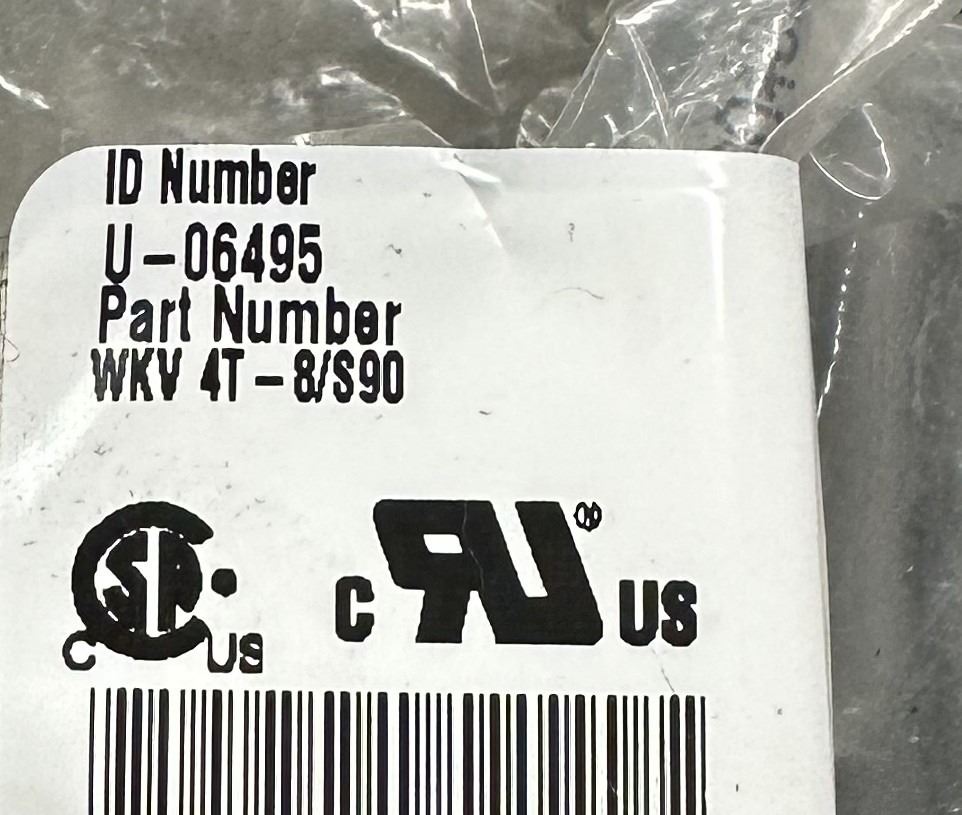 ID Number
U-06495
Part Number
WKV 4T-8/S90
C US
C US